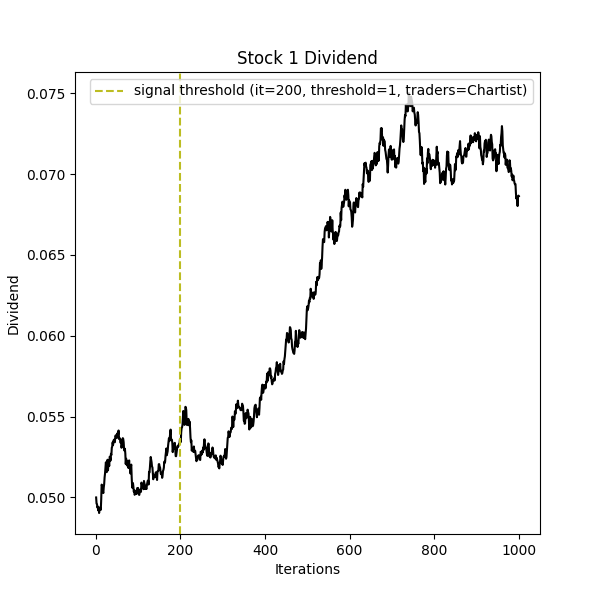 Stock 1 Dividend
signal threshold (it=200, threshold=1, traders=Chartist)
0.075
0.070
0.065
0.060
0.055
0.050
Dividend
0 200 400 600 800 1000
Iterations